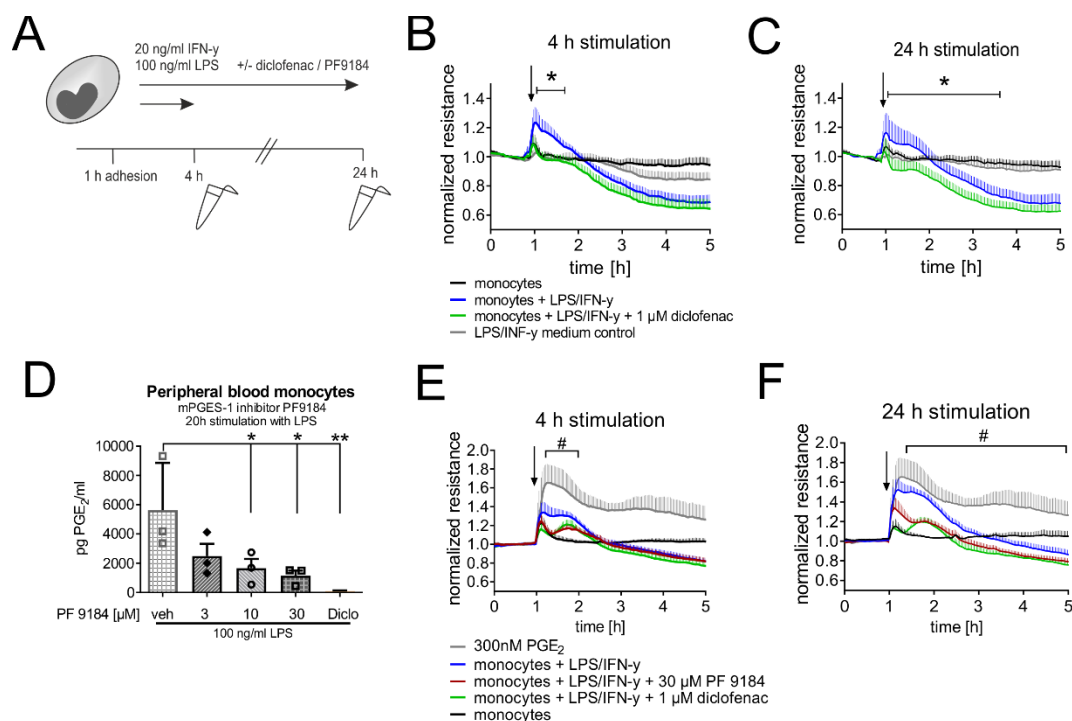 A
20 ng/ml IFN-y
100 ng/ml LPS
+/- diclofenac / PF9184
1 h adhesion
4 h
24 h
B
4 h stimulation
*
normalized resistance
1.4
1.2
1.0
0.8
0.6
0
1
2
3
4
5
time [h]
monocytes
monoytes + LPS/IFN-y
monocytes + LPS/IFN-y + 1 µM diclofenac
LPS/INF-y medium control
C
24 h stimulation
*
normalized resistance
1.4
1.2
1.0
0.8
0.6
0
1
2
3
4
5
time [h]
D
Peripheral blood monocytes
mPGES-1 inhibitor PF9184
20h stimulation with LPS
* * **
pg PGE2/ml
10000
8000
6000
4000
2000
0
PF 9184 [µM] veh 3 10 30 Diclo
100 ng/ml LPS
E
4 h stimulation
#
normalized resistance
2.0
1.8
1.6
1.4
1.2
1.0
0.8
0.6
0
1
2
3
4
5
time [h]
300nM PGE2
monocytes + LPS/IFN-y
monocytes + LPS/IFN-y + 30 µM PF 9184
monocytes + LPS/IFN-y + 1 µM diclofenac
monocytes
F
24 h stimulation
#
normalized resistance
2.0
1.8
1.6
1.4
1.2
1.0
0.8
0.6
0
1
2
3
4
5
time [h]